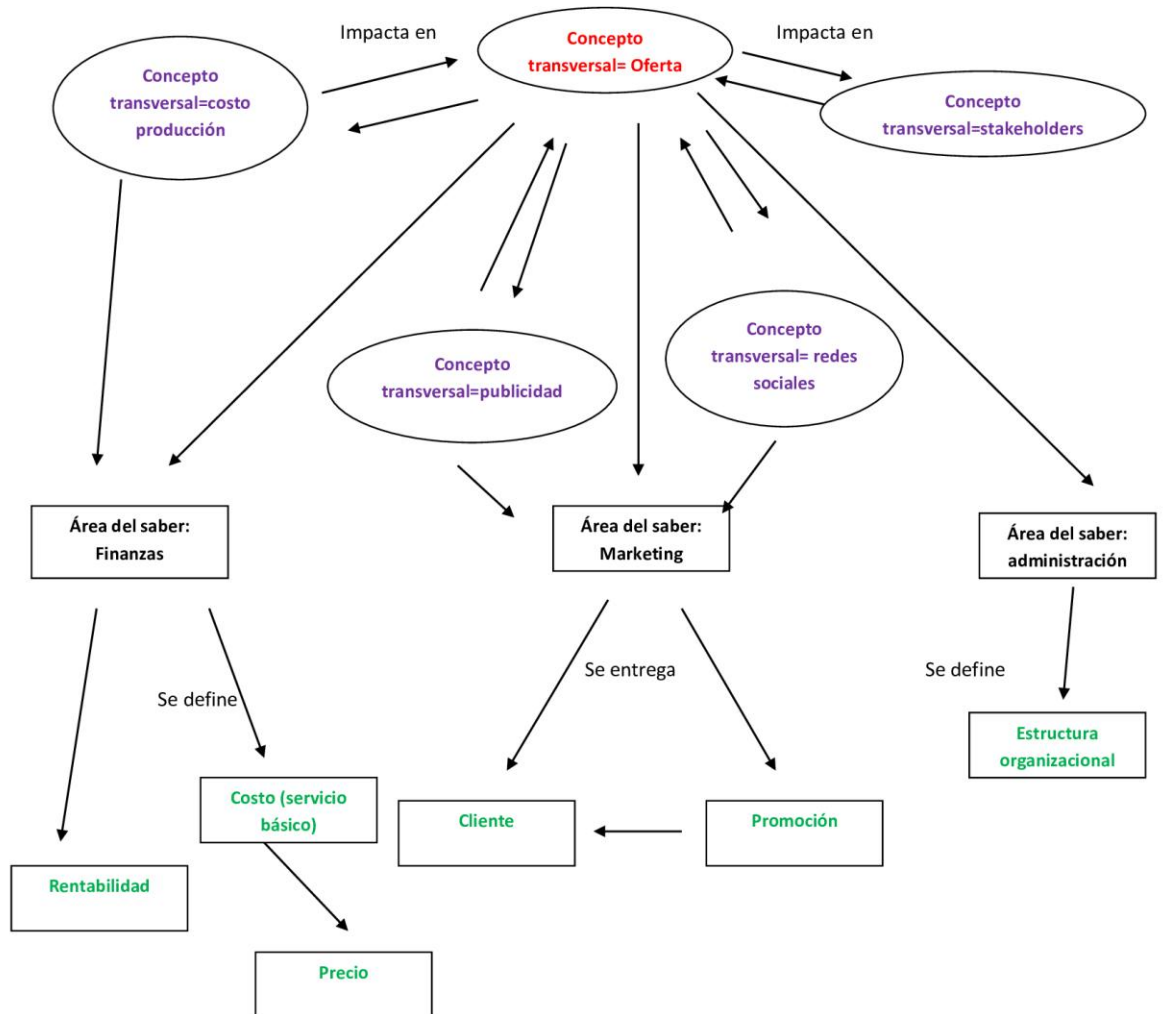 Impacta en
Concepto
transversal= Oferta
Impacta en
Concepto
transversal=costo
producción
Concepto
transversal=stakeholders
Concepto
transversal=publicidad
Concepto
transversal= redes
sociales
Área del saber:
Finanzas
Área del saber:
Marketing
Área del saber:
administración
Se define
Se entrega
Se define
Estructura
organizacional
Costo (servicio
básico)
Cliente
Promoción
Rentabilidad
Precio